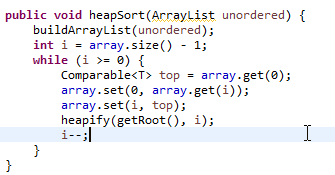 public void heapSort(ArrayList unordered) {
    buildArrayList(unordered);
    int i = array.size() - 1;
    while (i >= 0) {
        Comparable<T> top = array.get(0);
        array.set(0, array.get(i));
        array.set(i, top);
        heapify(getRoot(), i);
        i--;
    }
}